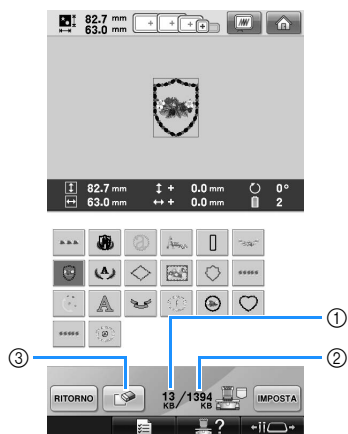 82.7 mm
63.0 mm
82.7 mm + 0.0 mm 0°
63.0 mm + 0.0 mm 2
A
A
①
③ ②
RITORNO 13 KB / 1394 KB IMPOSTA
?